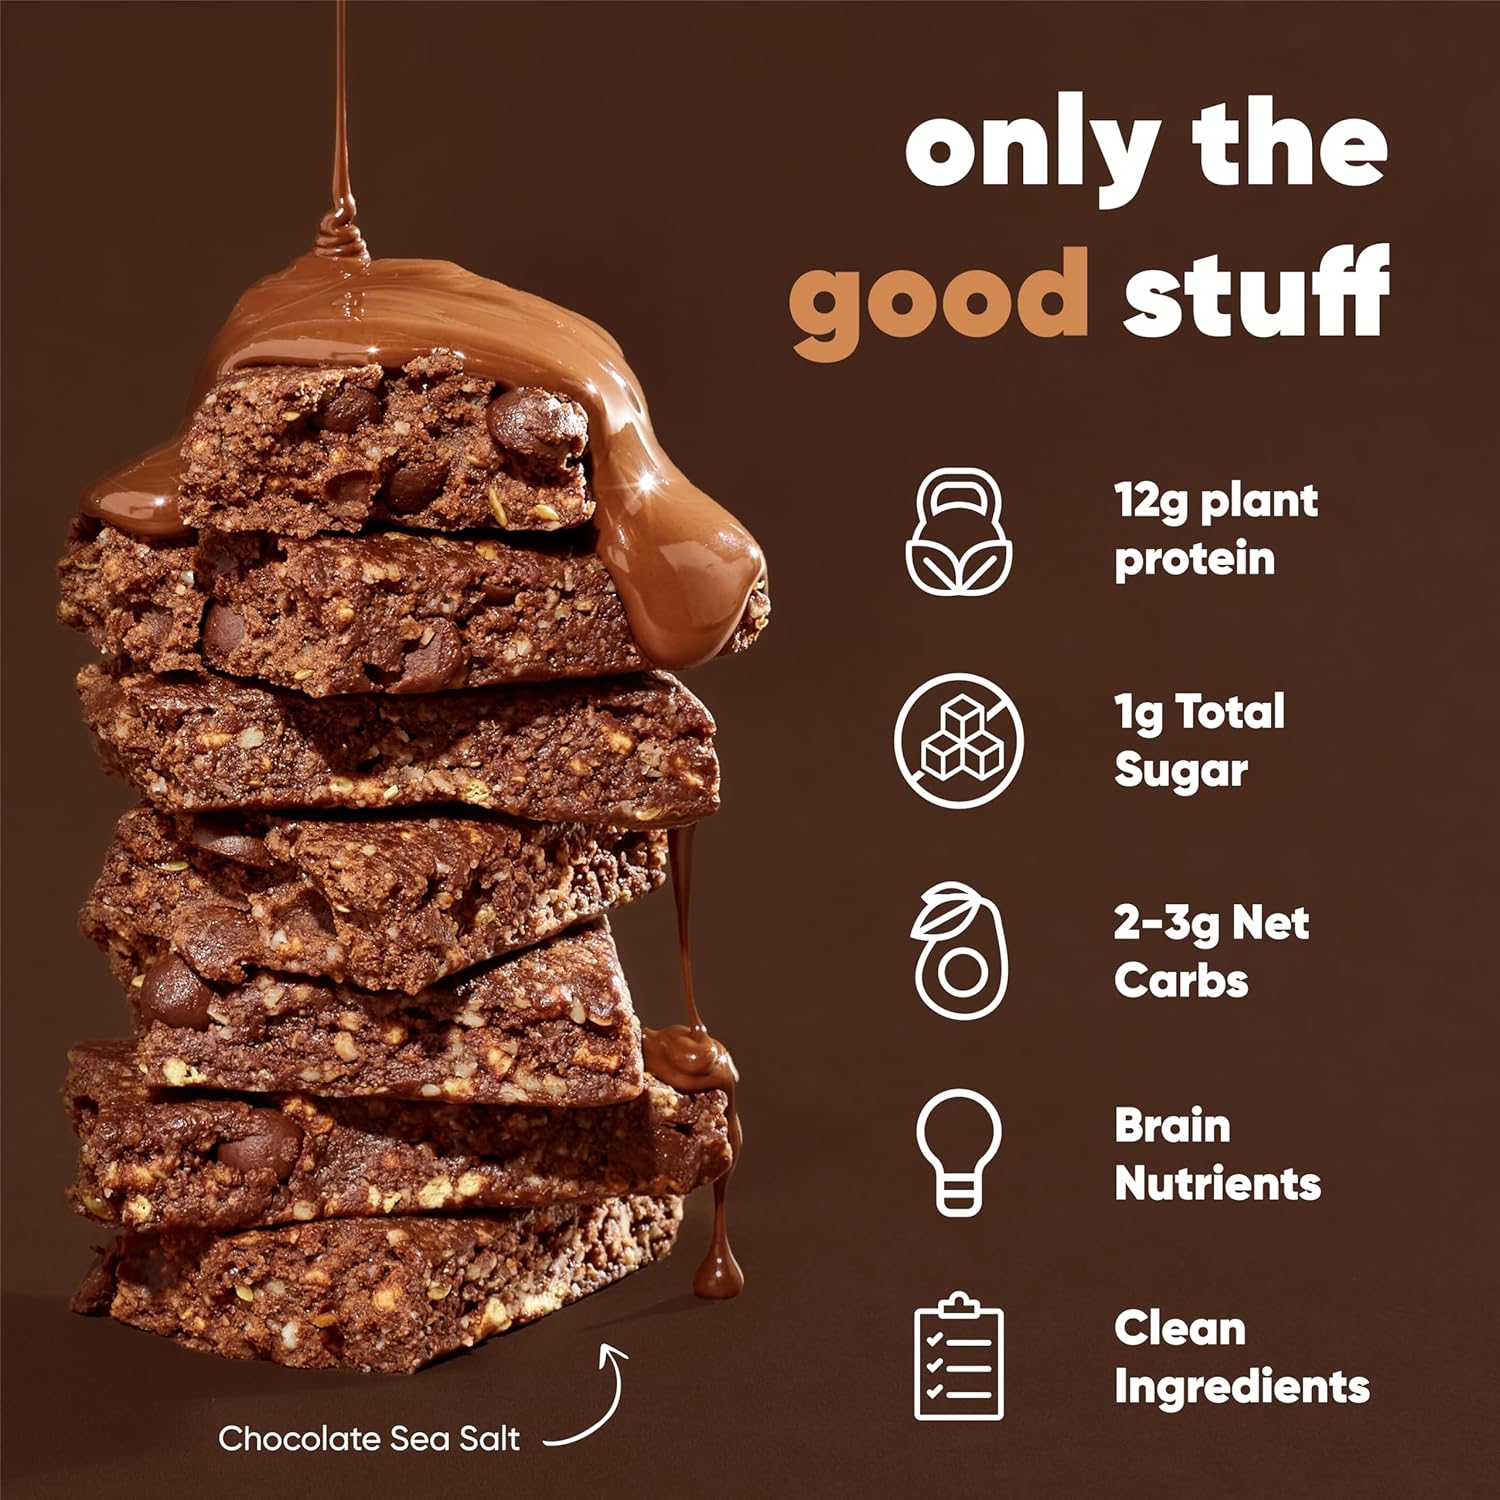 only the
good stuff
12g plant
protein
1g Total
Sugar
2-3g Net
Carbs
Brain
Nutrients
Clean
Ingredients
Chocolate Sea Salt